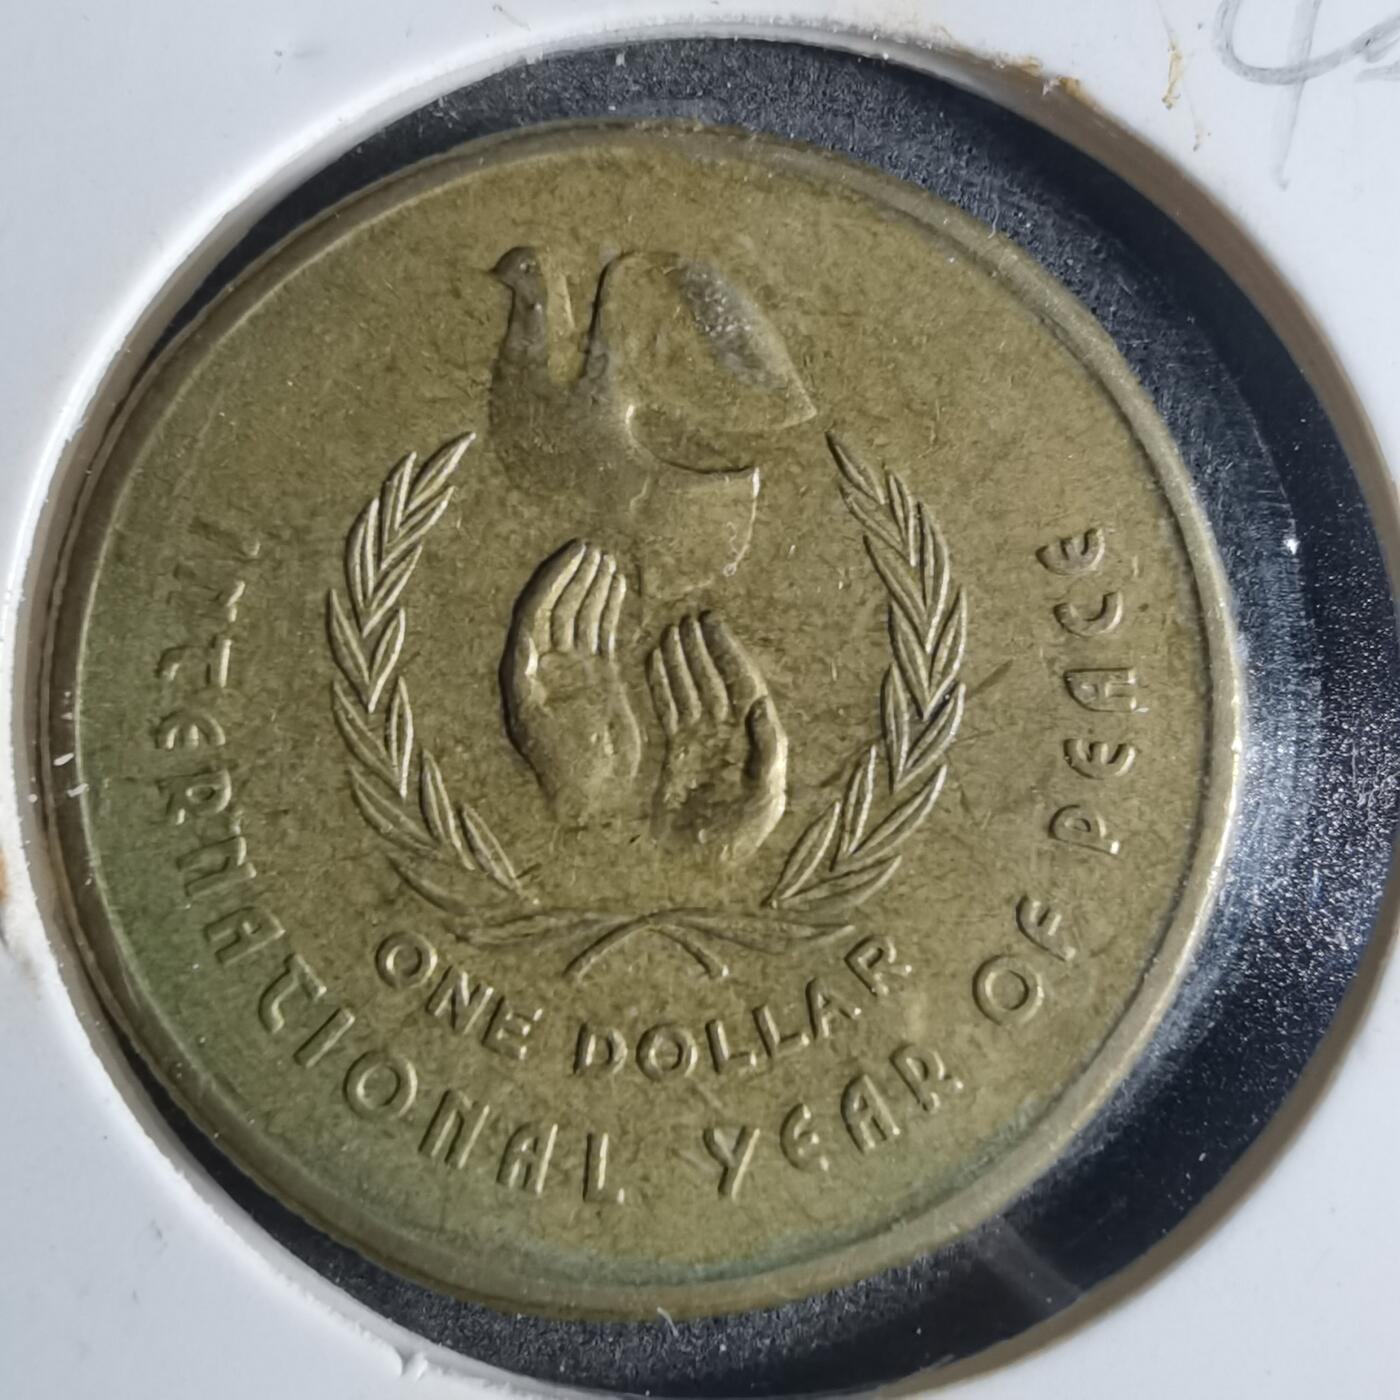 ONE DOLLAR
INTERNATIONAL YEAR OF PEACE